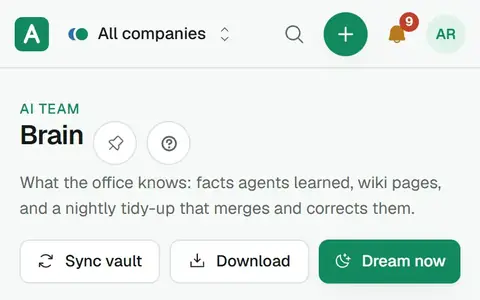 A
All companies
9
AR
AI TEAM
Brain
What the office knows: facts agents learned, wiki pages,
and a nightly tidy-up that merges and corrects them.
Sync vault
Download
Dream now